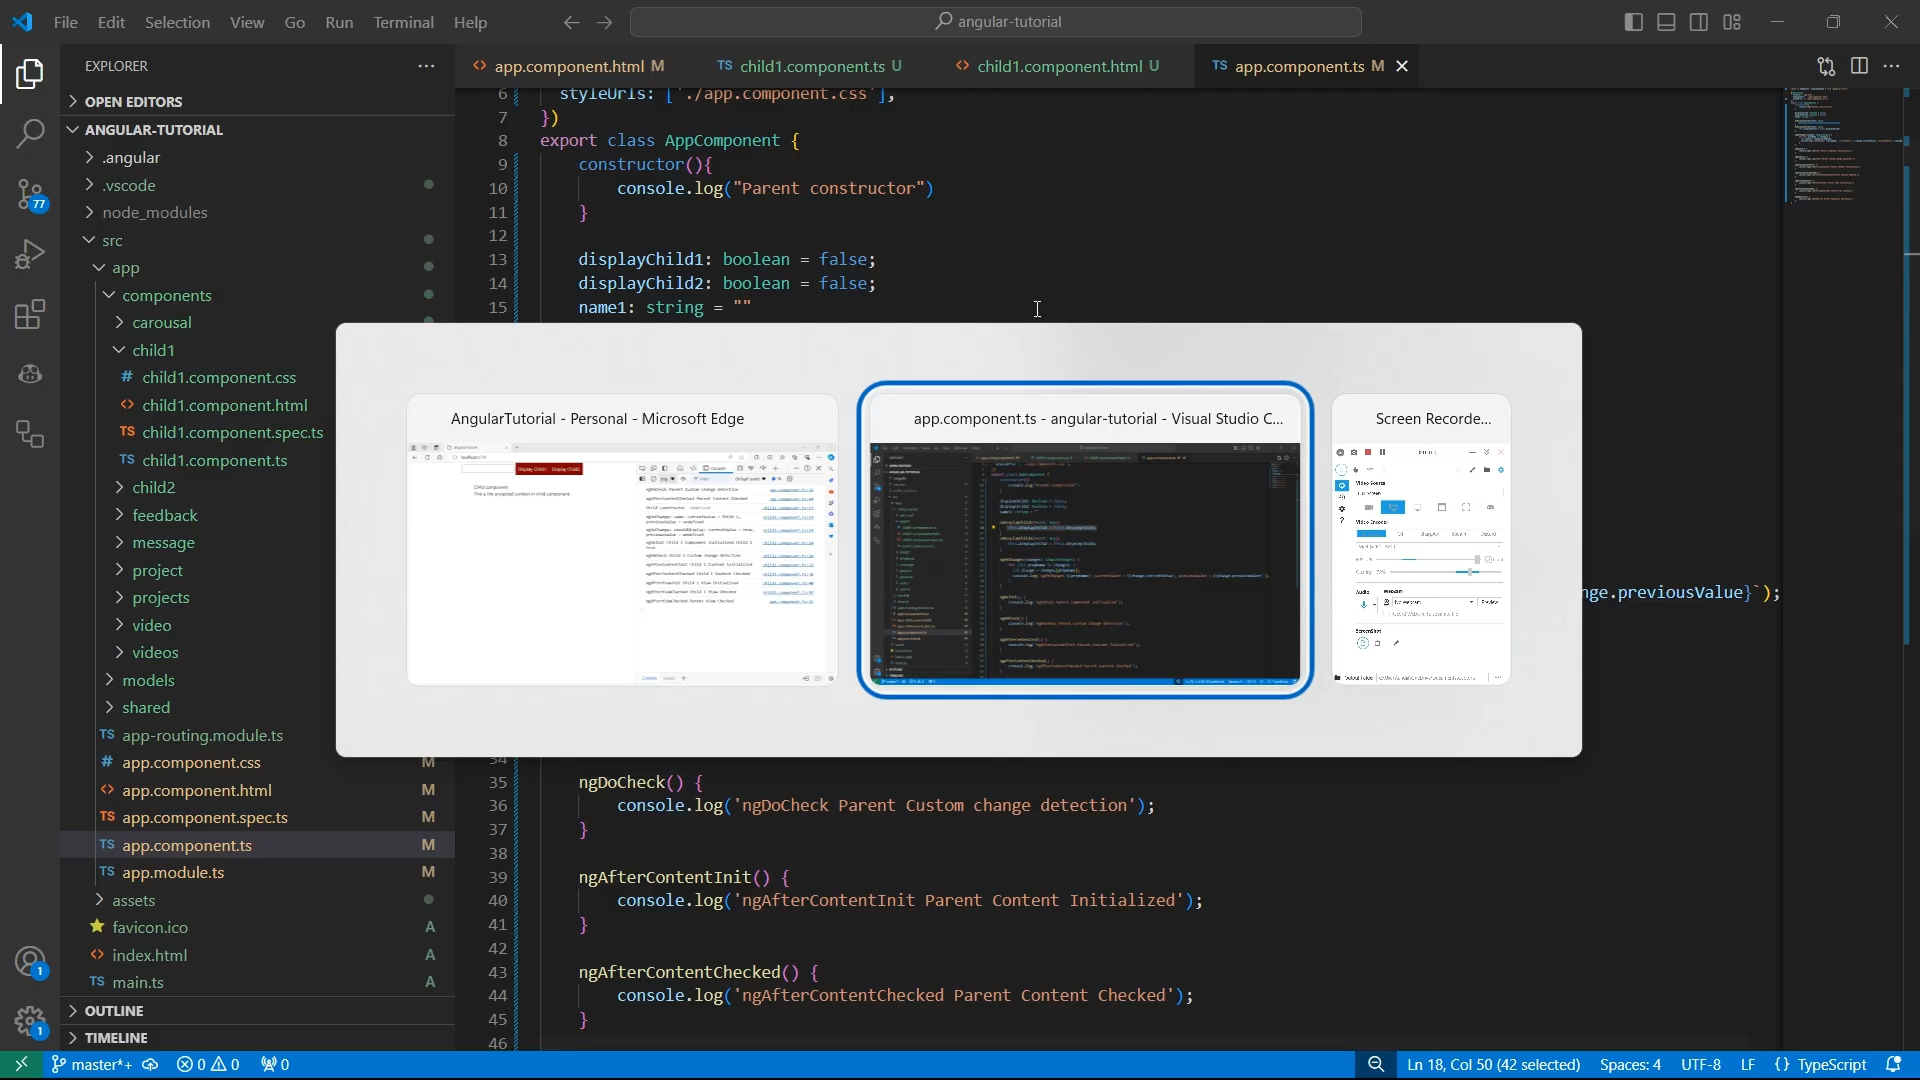 File Edit Selection View Go Run Terminal Help
angular-tutorial
EXPLORER
app.component.html M
child1.component.ts U
child1.component.html U
app.component.ts M
OPEN EDITORS
ANGULAR-TUTORIAL
.angular
.vscode
node_modules
src
app
components
carousal
child1
child1.component.css
child1.component.html
child1.component.spec.ts
child1.component.ts
child2
feedback
message
project
projects
video
videos
models
shared
app-routing.module.ts
app.component.css M
app.component.html M
app.component.spec.ts M
app.component.ts M
app.module.ts M
assets
favicon.ico A
index.html A
main.ts A
OUTLINE
TIMELINE
77
1
1
6 styleUrls: ['./app.component.css'],
7 })
8 export class AppComponent {
9 constructor(){
10 console.log("Parent constructor")
11 }
12
13 displayChild1: boolean = false;
14 displayChild2: boolean = false;
15 name1: string = ""
AngularTutorial - Personal - Microsoft Edge
app.component.ts - angular-tutorial - Visual Studio C...
Screen Recorde...
nge.previousValue}`);
34
35 ngDoCheck() {
36 console.log('ngDoCheck Parent Custom change detection');
37 }
38
39 ngAfterContentInit() {
40 console.log('ngAfterContentInit Parent Content Initialized');
41 }
42
43 ngAfterContentChecked() {
44 console.log('ngAfterContentChecked Parent Content Checked');
45 }
46
master*+ 0 0 0
Ln 18, Col 50 (42 selected) Spaces: 4 UTF-8 LF {} TypeScript